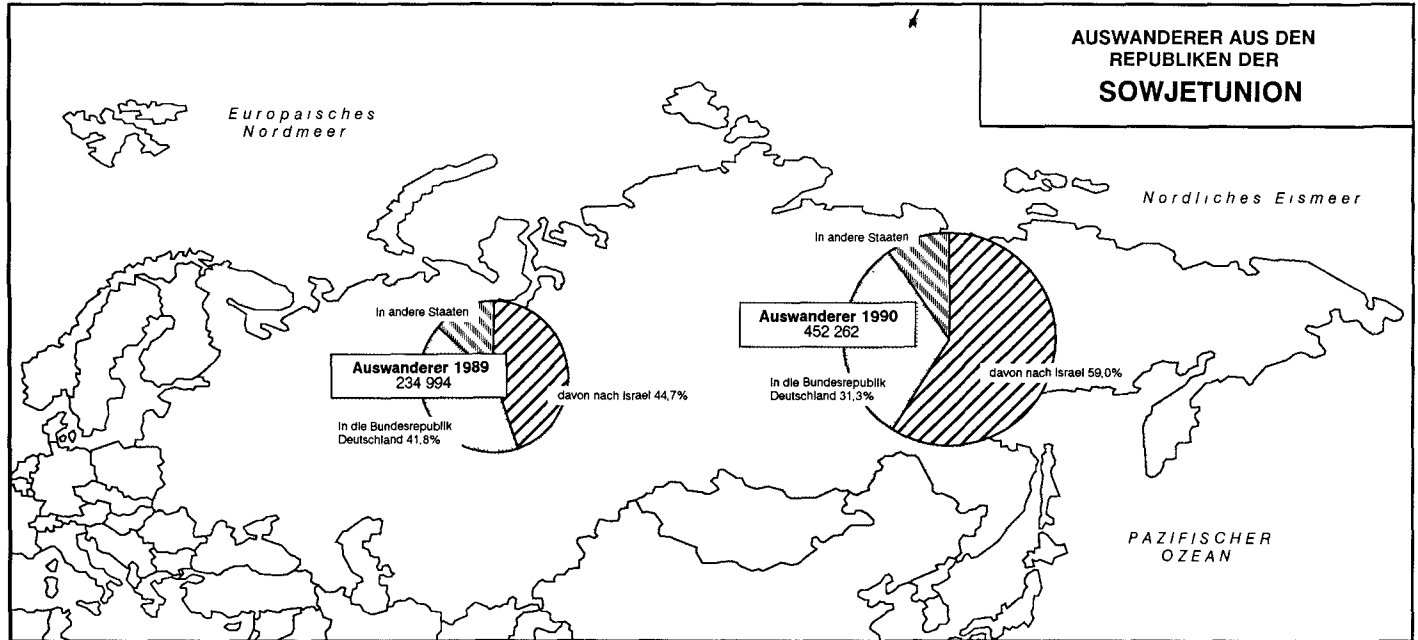 AUSWANDERER AUS DEN
REPUBLIKEN DER
SOWJETUNION
Europaisches
Nordmeer
Nordliches Eismeer
In andere Staaten
Auswanderer 1990
452 262
davon nach Israel 59,0%
In die Bundesrepublik
Deutschland 31,3%
In andere Staaten
Auswanderer 1989
234 994
davon nach Israel 44,7%
In die Bundesrepublik
Deutschland 41,8%
PAZIFISCHER
OZEAN